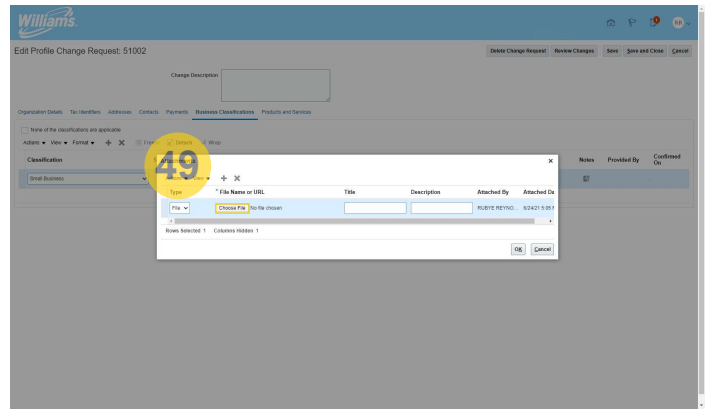 Williams.
1
RR
Edit Profile Change Request: 51002
Delete Change Request Review Changes Save Save and Close Cancel
Change Description
Organization Details Tax Identifiers Addresses Contacts Payments Business Classifications Products and Services
None of the classifications are applicable
Actions View Format Freeze Detach Wrap
Classification
Notes Provided By Confirmed On
Small Business
49
Attachments
Actions View
Type * File Name or URL Title Description Attached By Attached Da
File Choose File No file chosen RUBYE REYNO... 6/24/21 5:05
Rows Selected 1 Columns Hidden 1
OK Cancel